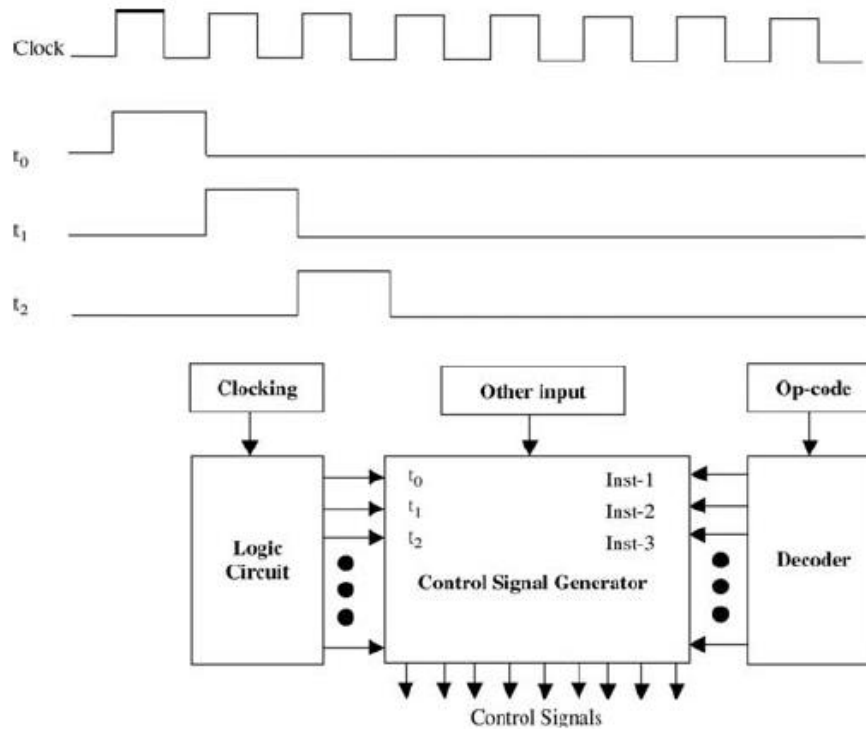 Clock
t₀
t₁
t₂
Clocking
Other input
Op-code
t₀
Inst-1
t₁
Inst-2
t₂
Inst-3
Logic
Circuit
Control Signal Generator
Decoder
Control Signals